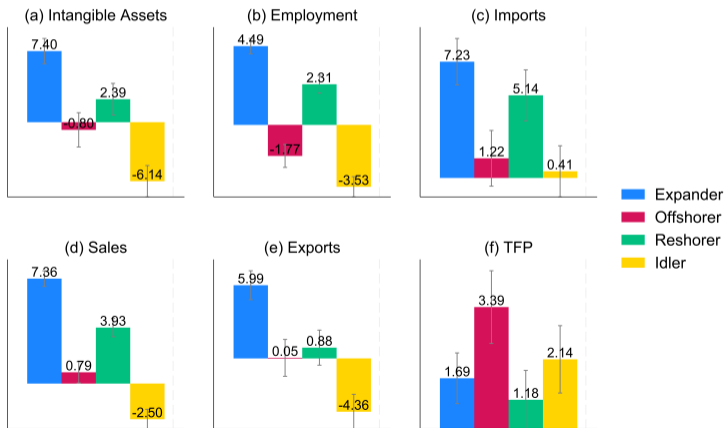 (a) Intangible Assets
7.40
-0.80
2.39
-6.14
(b) Employment
4.49
-1.77
2.31
-3.53
(c) Imports
7.23
1.22
5.14
0.41
Expander
Offshorer
Reshorer
Idler
(d) Sales
7.36
0.79
3.93
-2.50
(e) Exports
5.99
0.05
0.88
-4.36
(f) TFP
1.69
3.39
1.18
2.14